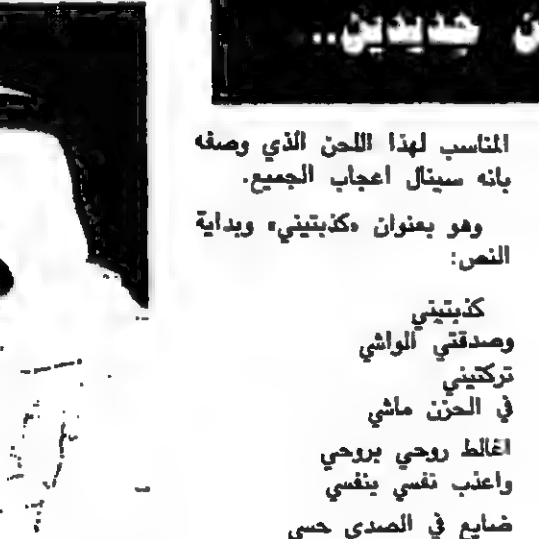 ن جديدين..
المناسب لهذا اللحن الذي وصفه
بانه سينال اعجاب الجميع.
وهو بعنوان «كذبتيني» وبداية
النص:
كذبتيني
وصدقتي الواشي
تركتيني
في الحزن ماشي
اغالط روحي بروحي
واعذب نفسي بنفسي
ضايع في الصدى حسي